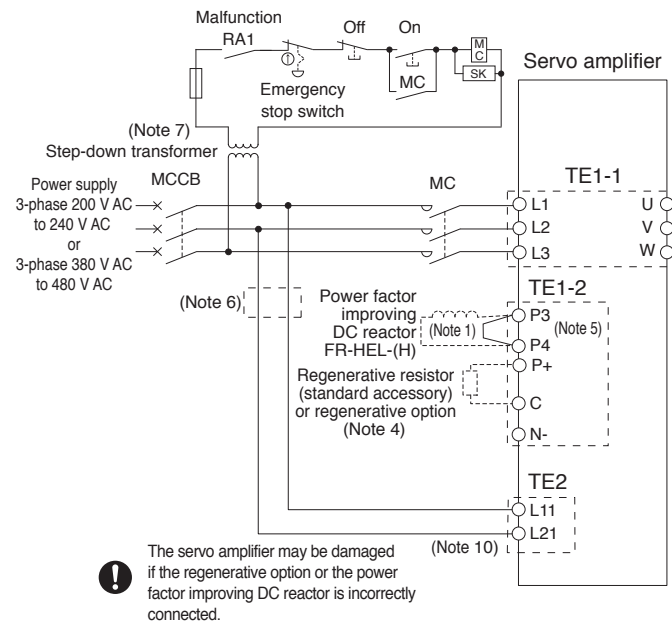 Malfunction
RA1
Off
On
M
C
SK
MC
Emergency
stop switch
Servo amplifier
(Note 7)
Step-down transformer
Power supply
3-phase 200 V AC
to 240 V AC
or
3-phase 380 V AC
to 480 V AC
MCCB
MC
TE1-1
L1
L2
L3
U
V
W
(Note 6)
Power factor
improving
DC reactor
FR-HEL-(H)
(Note 1)
TE1-2
P3
(Note 5)
P4
P+
Regenerative resistor
(standard accessory)
or regenerative option
(Note 4)
C
N-
TE2
L11
L21
(Note 10)
The servo amplifier may be damaged
if the regenerative option or the power
factor improving DC reactor is incorrectly
connected.